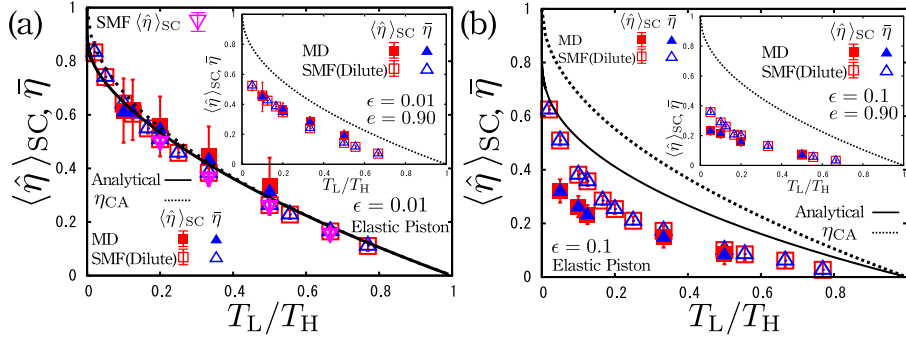 (a)
SMF ⟨η̂⟩SC
⟨η̂⟩SC, η̄
1
0.8
0.6
0.4
0.2
0
0 0.2 0.4 0.6 0.8 1
TL/TH
Analytical
ηCA
⟨η̂⟩SC η̄
MD
SMF(Dilute)
ϵ = 0.01
Elastic Piston
⟨η̂⟩SC η̄
MD
SMF(Dilute)
ϵ = 0.01
e = 0.90
⟨η̂⟩SC, η̄
1.0
0.8
0.6
0.4
0.2
0
0 0.2 0.4 0.6 0.8 1
TL/TH
(b)
⟨η̂⟩SC, η̄
1
0.8
0.6
0.4
0.2
0
0 0.2 0.4 0.6 0.8 1
TL/TH
⟨η̂⟩SC η̄
MD
SMF(Dilute)
ϵ = 0.1
Elastic Piston
Analytical
ηCA
⟨η̂⟩SC η̄
MD
SMF(Dilute)
ϵ = 0.1
e = 0.90
⟨η̂⟩SC, η̄
1.0
0.8
0.6
0.4
0.2
0
0 0.2 0.4 0.6 0.8 1
TL/TH